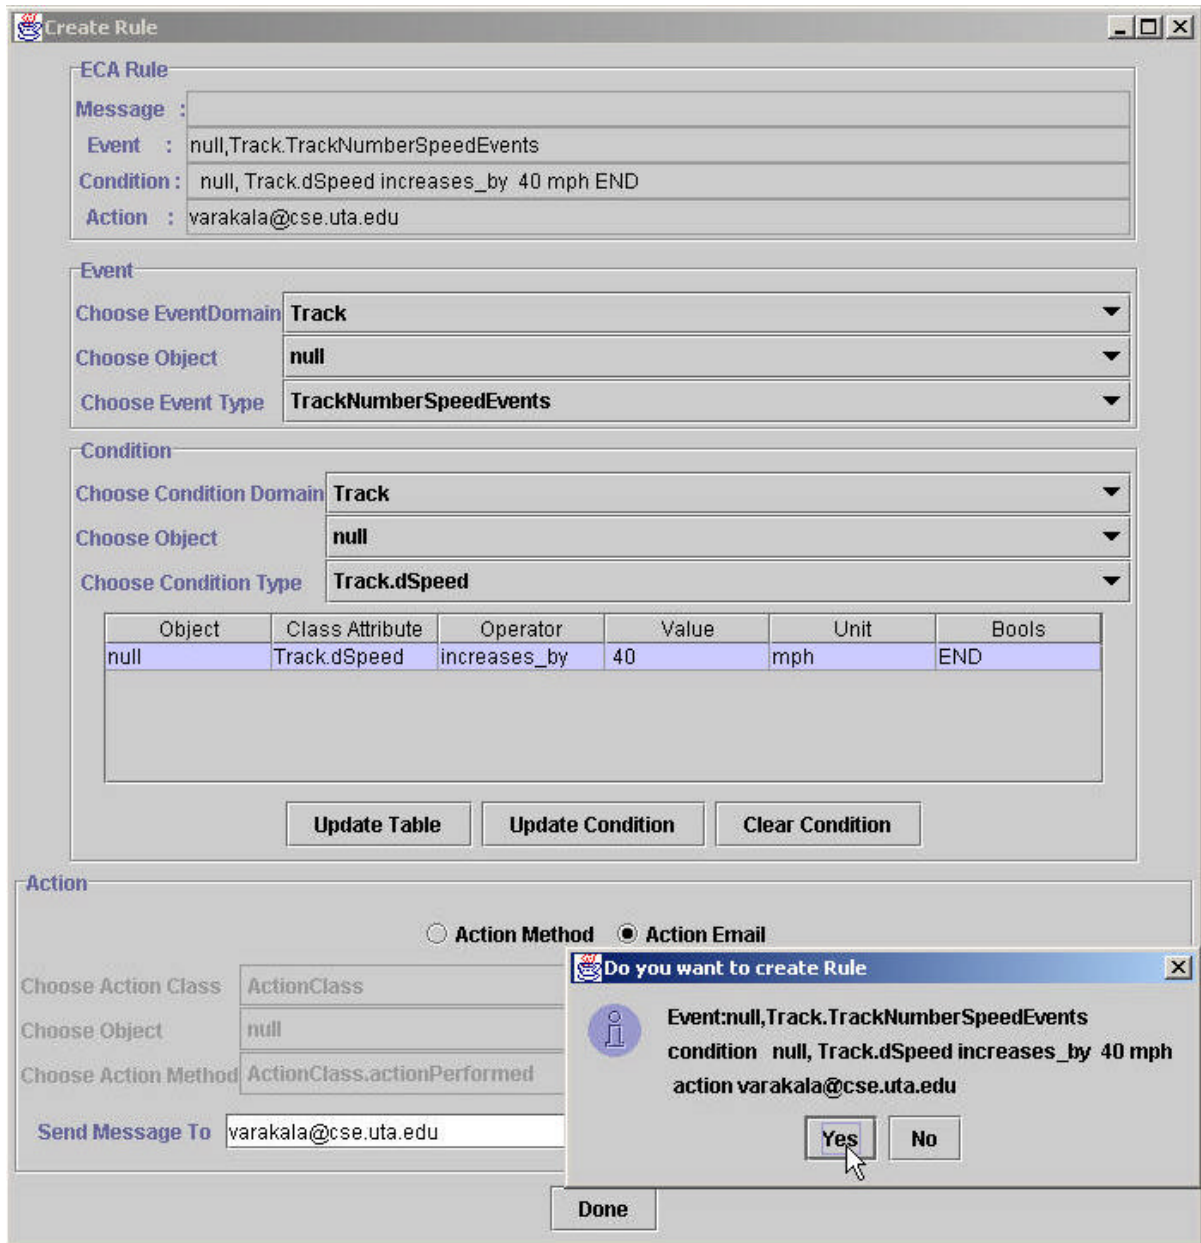 Create Rule
ECA Rule
Message :
Event : null,Track.TrackNumberSpeedEvents
Condition : null, Track.dSpeed increases_by 40 mph END
Action : varakala@cse.uta.edu
Event
Choose EventDomain Track
Choose Object null
Choose Event Type TrackNumberSpeedEvents
Condition
Choose Condition Domain Track
Choose Object null
Choose Condition Type Track.dSpeed
Object Class Attribute Operator Value Unit Bools
null Track.dSpeed increases_by 40 mph END
Update Table Update Condition Clear Condition
Action
Action Method Action Email
Choose Action Class ActionClass
Choose Object null
Choose Action Method ActionClass.actionPerformed
Send Message To varakala@cse.uta.edu
Do you want to create Rule
Event:null,Track.TrackNumberSpeedEvents
condition null, Track.dSpeed increases_by 40 mph
action varakala@cse.uta.edu
Yes No
Done